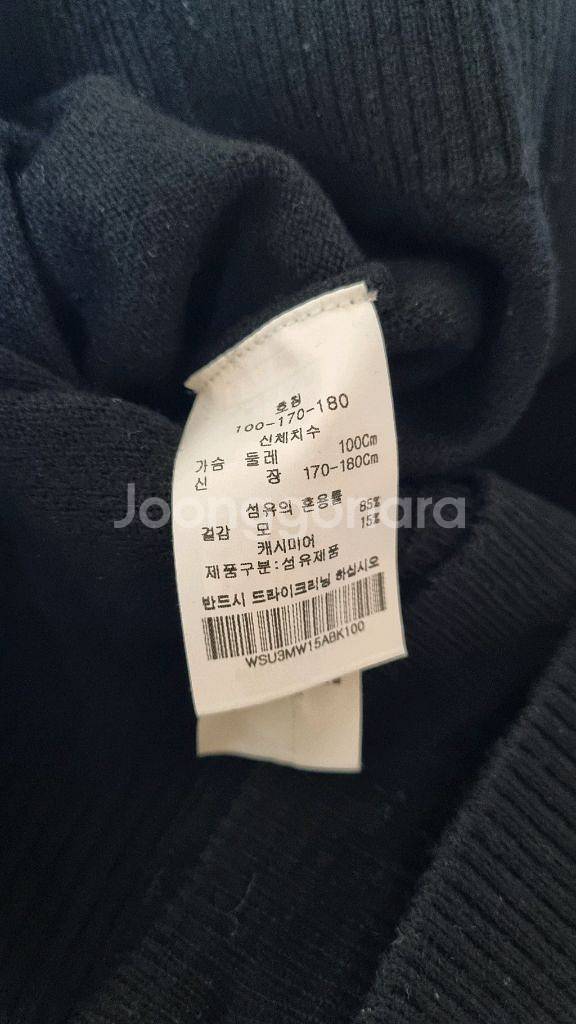 호칭
100-170-180
신체치수
가슴 둘레 100Cm
신 장 170-180Cm
섬유의 혼용률
겉감 모 85%
캐시미어 15%
제품구분:섬유제품
반드시 드라이크리닝 하십시오
WSU3MW15ABK100
Joonggonara